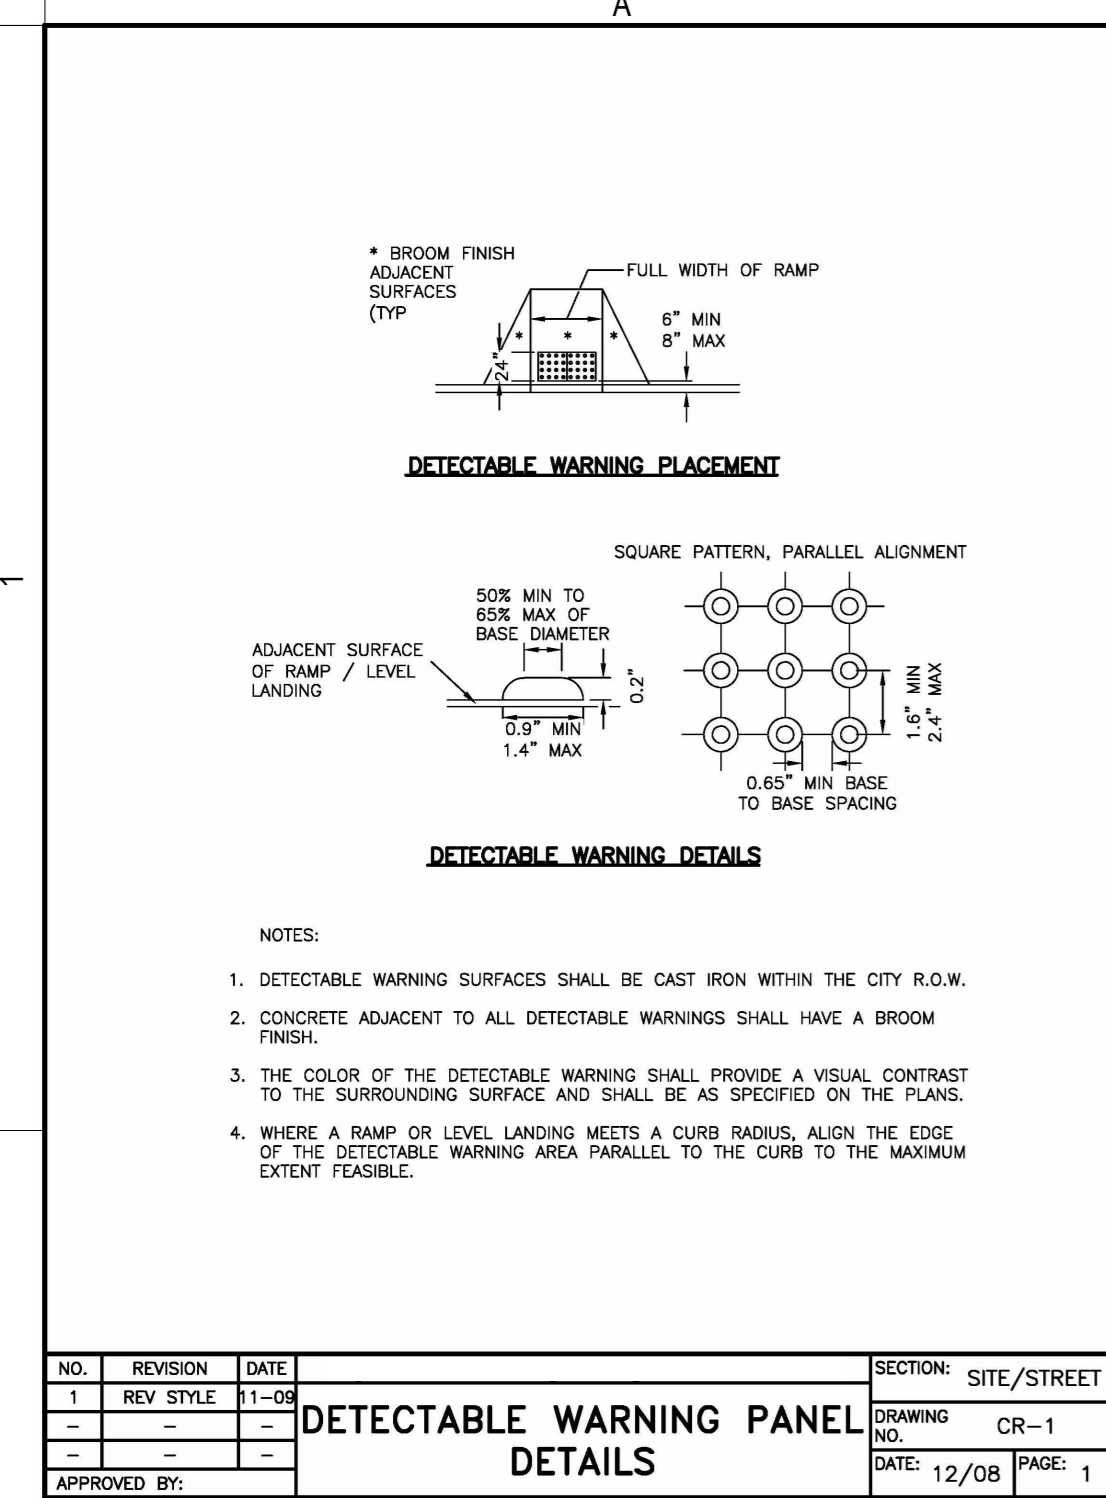 A
1
* BROOM FINISH
ADJACENT
SURFACES
(TYP
FULL WIDTH OF RAMP
6" MIN
8" MAX
*
*
*
24"
DETECTABLE WARNING PLACEMENT
SQUARE PATTERN, PARALLEL ALIGNMENT
50% MIN TO
65% MAX OF
BASE DIAMETER
ADJACENT SURFACE
OF RAMP / LEVEL
LANDING
0.2"
0.9" MIN
1.4" MAX
1.6" MIN
2.4" MAX
0.65" MIN BASE
TO BASE SPACING
DETECTABLE WARNING DETAILS
NOTES:
1. DETECTABLE WARNING SURFACES SHALL BE CAST IRON WITHIN THE CITY R.O.W.
2. CONCRETE ADJACENT TO ALL DETECTABLE WARNINGS SHALL HAVE A BROOM
FINISH.
3. THE COLOR OF THE DETECTABLE WARNING SHALL PROVIDE A VISUAL CONTRAST
TO THE SURROUNDING SURFACE AND SHALL BE AS SPECIFIED ON THE PLANS.
4. WHERE A RAMP OR LEVEL LANDING MEETS A CURB RADIUS, ALIGN THE EDGE
OF THE DETECTABLE WARNING AREA PARALLEL TO THE CURB TO THE MAXIMUM
EXTENT FEASIBLE.
NO. REVISION DATE
1 REV STYLE 11-09
- - -
- - -
APPROVED BY:
DETECTABLE WARNING PANEL
DETAILS
SECTION: SITE/STREET
DRAWING
NO. CR-1
DATE: 12/08 PAGE: 1